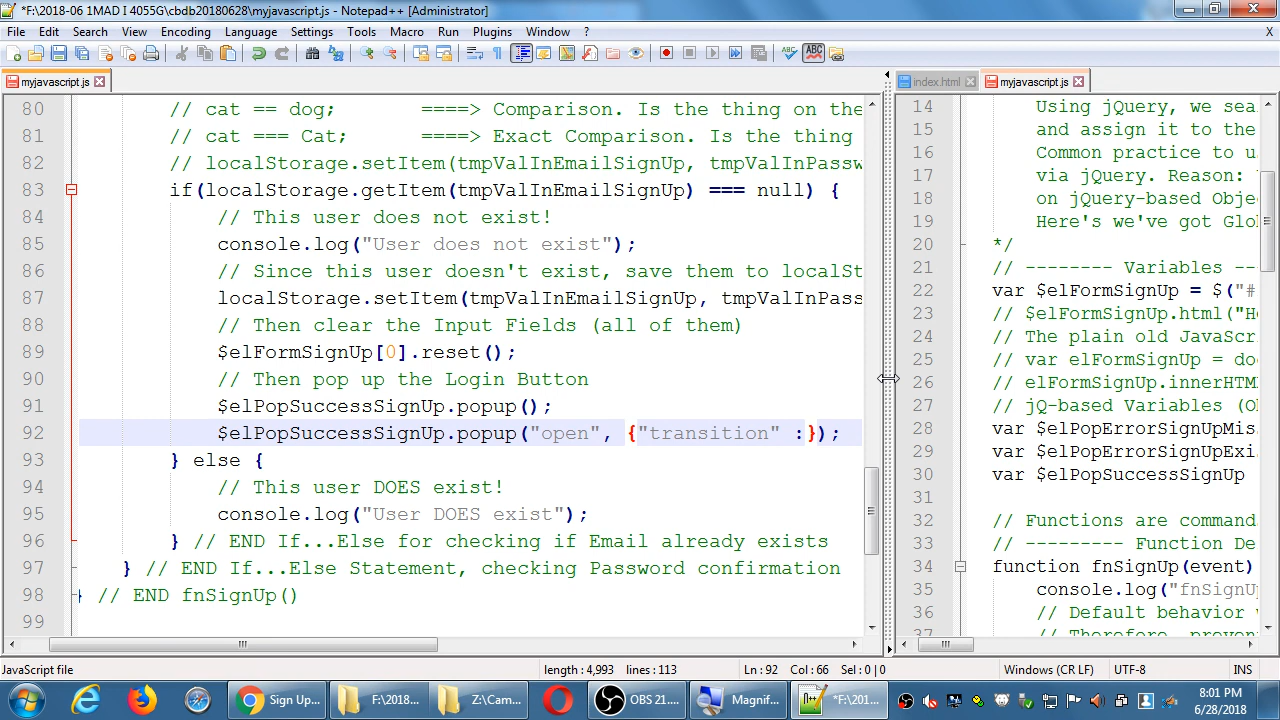 *F:\2018-06 1MAD I 4055G\cbdb20180628\myjavascript.js - Notepad++ [Administrator]
File Edit Search View Encoding Language Settings Tools Macro Run Plugins Window ? X
myjavascript.js
index.html myjavascript.js
80 // cat == dog; ====> Comparison. Is the thing on the
81 // cat === Cat; ====> Exact Comparison. Is the thing
82 // localStorage.setItem(tmpValInEmailSignUp, tmpValInPassw
83 if(localStorage.getItem(tmpValInEmailSignUp) === null) {
84 // This user does not exist!
85 console.log("User does not exist");
86 // Since this user doesn't exist, save them to localSt
87 localStorage.setItem(tmpValInEmailSignUp, tmpValInPass
88 // Then clear the Input Fields (all of them)
89 $elFormSignUp[0].reset();
90 // Then pop up the Login Button
91 $elPopSuccessSignUp.popup();
92 $elPopSuccessSignUp.popup("open", {"transition" :});
93 } else {
94 // This user DOES exist!
95 console.log("User DOES exist");
96 } // END If...Else for checking if Email already exists
97 } // END If...Else Statement, checking Password confirmation
98 } // END fnSignUp()
99
14 Using jQuery, we sea
15 and assign it to the
16 Common practice to u
17 via jQuery. Reason:
18 on jQuery-based Obje
19 Here's we've got Glo
20 */
21 // -------- Variables --
22 var $elFormSignUp = $("#
23 // $elFormSignUp.html("He
24 // The plain old JavaScr
25 // var elFormSignUp = do
26 // elFormSignUp.innerHTM
27 // jQ-based Variables (O
28 var $elPopErrorSignUpMis
29 var $elPopErrorSignUpExi
30 var $elPopSuccessSignUp
31
32 // Functions are command
33 // --------- Function De
34 function fnSignUp(event)
35 console.log("fnSignU
36 // Default behavior
37 // Therefore, preven
JavaScript file length : 4,993 lines : 113 Ln : 92 Col : 66 Sel : 0 | 0 Windows (CR LF) UTF-8 INS
Sign Up... F:\2018... Z:\Cam... OBS 21.... Magnif... *F:\201...
8:01 PM
6/28/2018